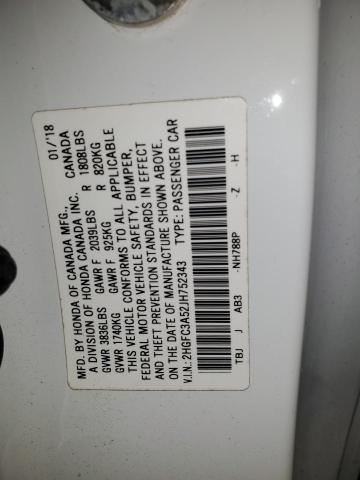 MFD. BY HONDA OF CANADA MFG., 01/'18
A DIVISION OF HONDA CANADA INC., CANADA
GVWR 3836LBS GAWR F 2039LBS R 1808LBS
GVWR 1740KG GAWR F 925KG R 820KG
THIS VEHICLE CONFORMS TO ALL APPLICABLE
FEDERAL MOTOR VEHICLE SAFETY, BUMPER,
AND THEFT PREVENTION STANDARDS IN EFFECT
ON THE DATE OF MANUFACTURE SHOWN ABOVE.
V.I.N.: 2HGFC3A52JH752343 TYPE: PASSENGER CAR
TBJ J AB3 -NH788P -Z -H